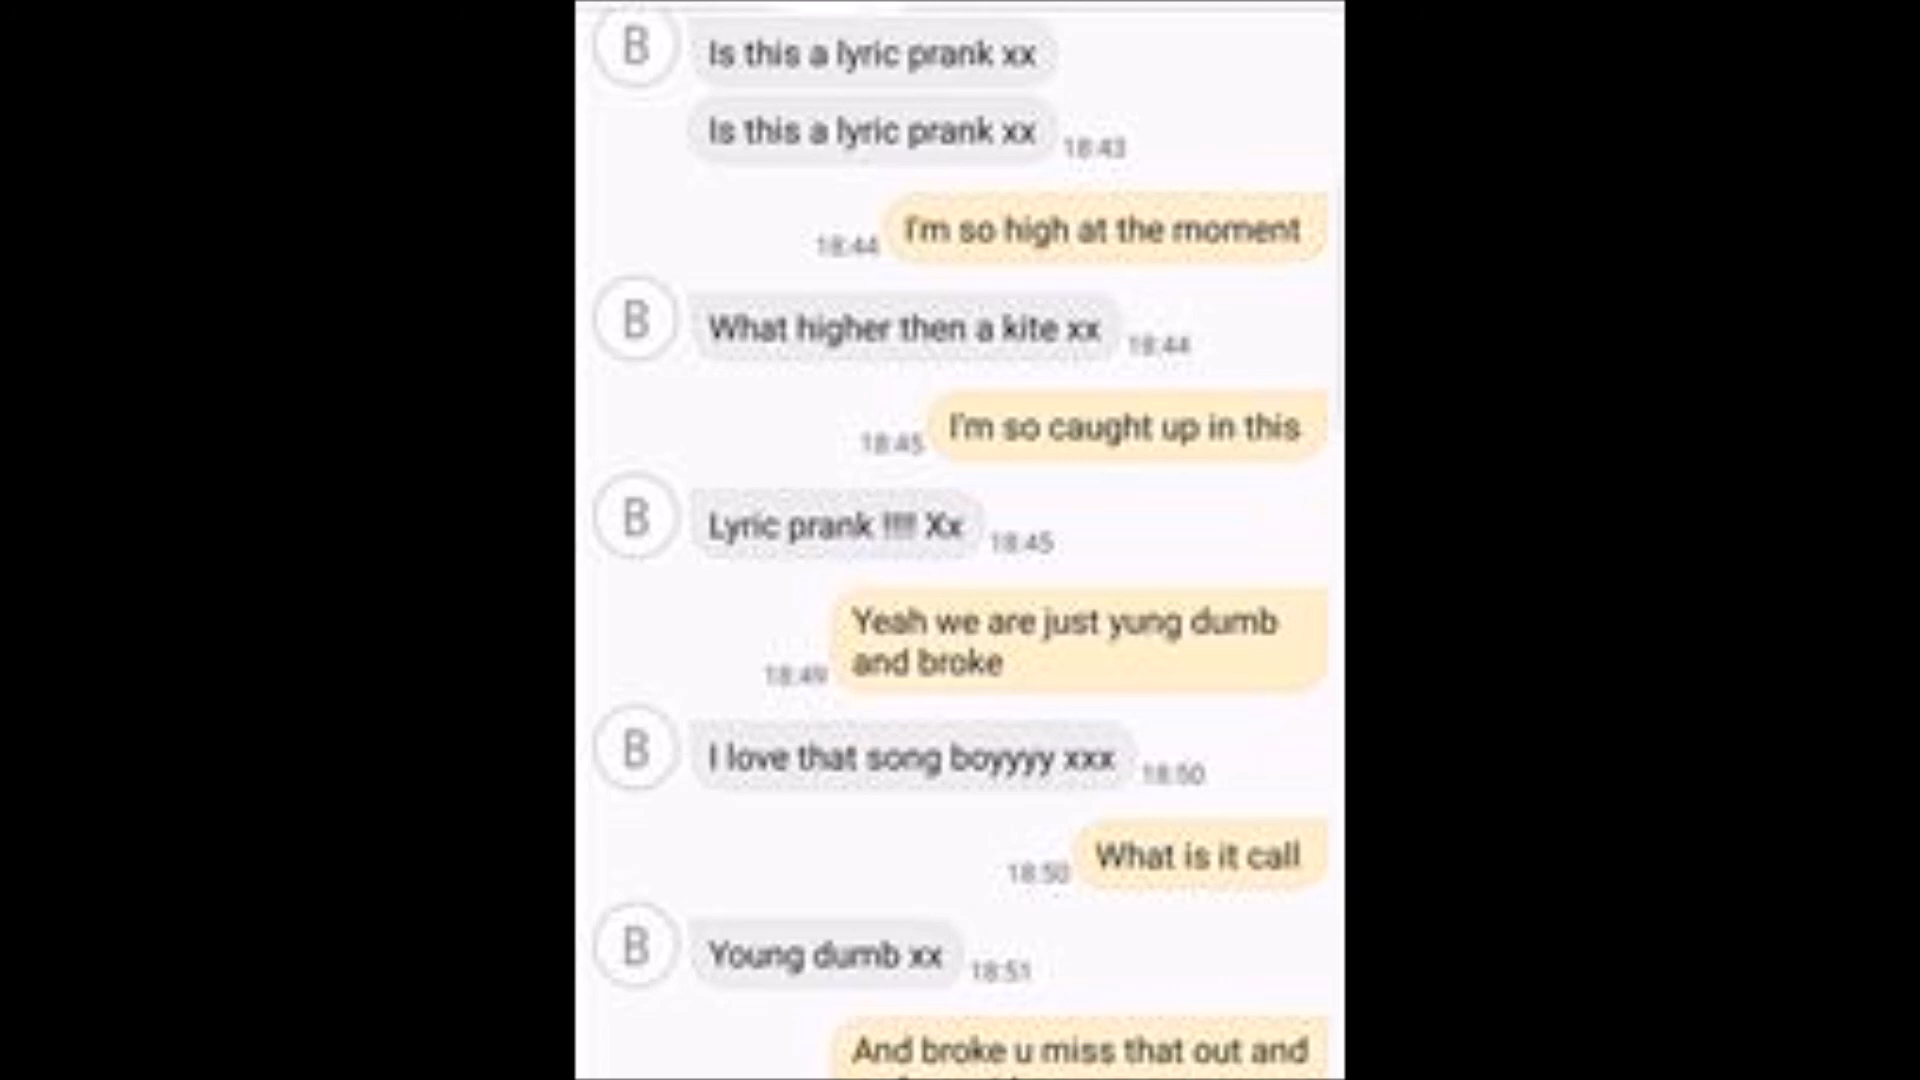 B
Is this a lyric prank xx
Is this a lyric prank xx
18:43
I'm so high at the moment
18:44
B
What higher then a kite xx
18:44
I'm so caught up in this
18:45
B
Lyric prank !!!! Xx
18:45
Yeah we are just yung dumb
and broke
18:49
B
I love that song boyyyy xxx
18:50
What is it call
18:50
B
Young dumb xx
18:51
And broke u miss that out and